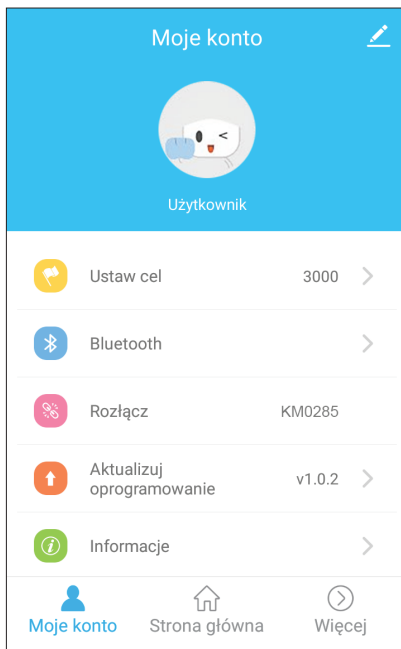 Moje konto
Użytkownik
Ustaw cel 3000
Bluetooth
Rozłącz KM0285
Aktualizuj
oprogramowanie v1.0.2
Informacje
Moje konto Strona główna Więcej